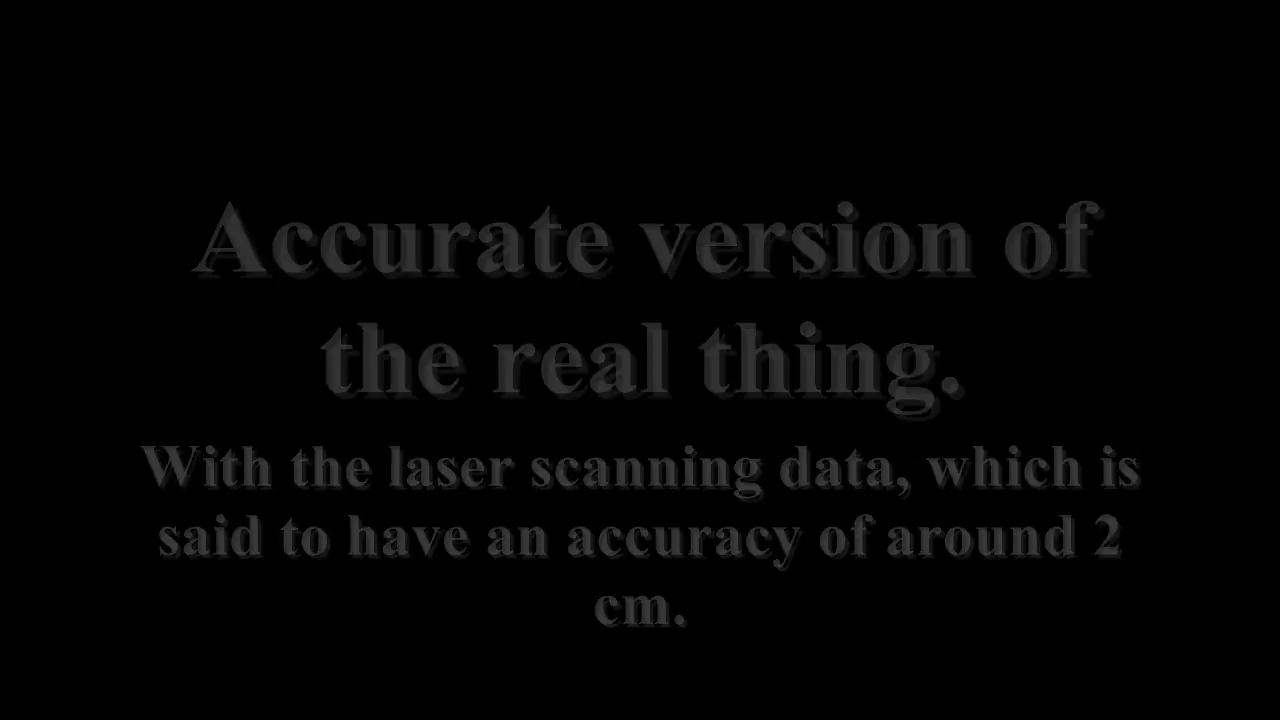 Accurate version of
the real thing.
With the laser scanning data, which is
said to have an accuracy of around 2
cm.